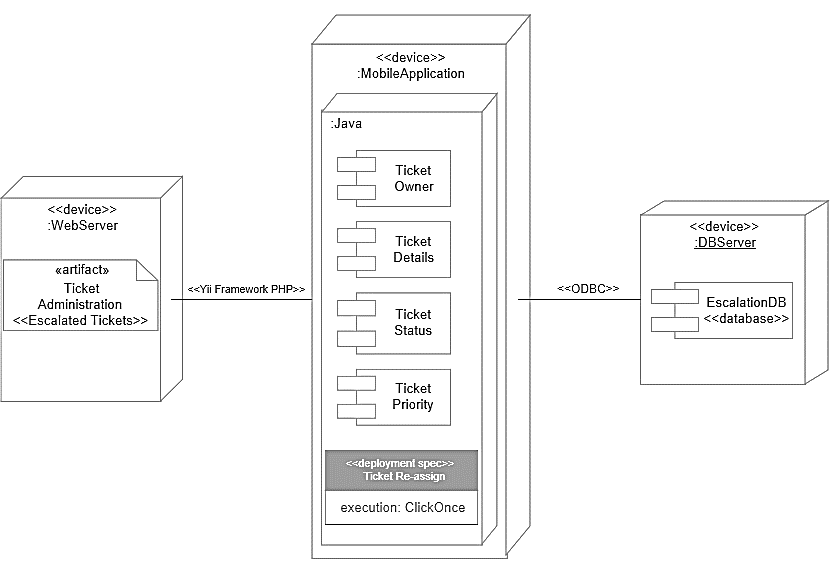 <<device>>
:WebServer
«artifact»
Ticket
Administration
<<Escalated Tickets>>
<<Yii Framework PHP>>
<<device>>
:MobileApplication
:Java
Ticket
Owner
Ticket
Details
Ticket
Status
Ticket
Priority
<<deployment spec>>
Ticket Re-assign
execution: ClickOnce
<<ODBC>>
<<device>>
:DBServer
EscalationDB
<<database>>